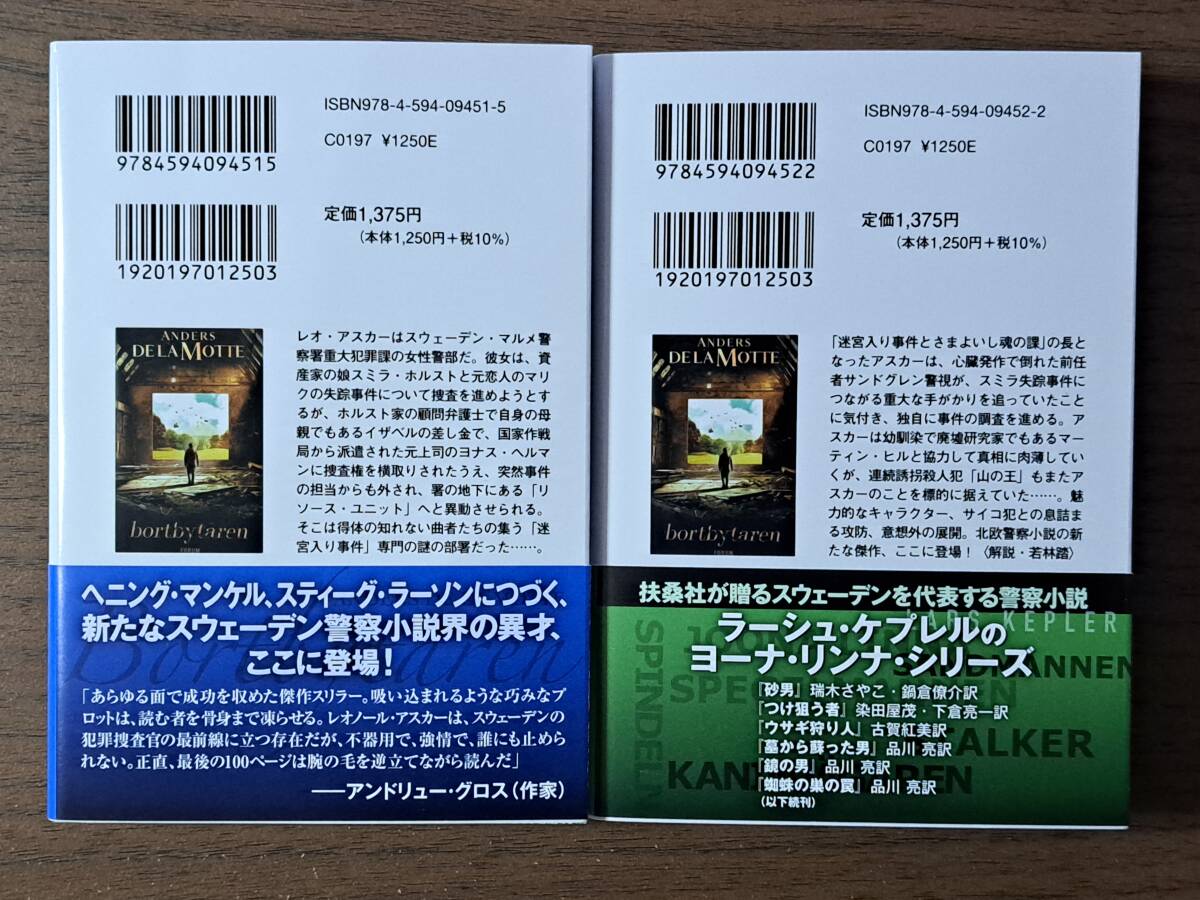 ISBN978-4-594-09451-5
C0197 ¥1250E
9784594094515
定価1,375円
(本体1,250円+税10%)
1920197012503
ANDERS
DE LA MOTTE
bortbytaren
FORUM
レオ・アスカーはスウェーデン・マルメ警
察署重大犯罪課の女性警部だ。彼女は、資
産家の娘スミラ・ホルストと元恋人のマリ
クの失踪事件について捜査を進めようとす
るが、ホルスト家の顧問弁護士で自身の母
親でもあるイザベルの差し金で、国家作戦
局から派遣された元上司のヨナス・ヘルマ
ンに捜査権を横取りされたうえ、突然事件
の担当からも外され、署の地下にある「リ
ソース・ユニット」へと異動させられる。
そこは得体の知れない曲者たちの集う「迷
宮入り事件」専門の謎の部署だった……。
ヘニング・マンケル、スティーグ・ラーソンにつづく、
新たなスウェーデン警察小説界の異才、
ここに登場!
「あらゆる面で成功を収めた傑作スリラー。吸い込まれるような巧みなプ
ロットは、読む者を骨身まで凍らせる。レオノール・アスカーは、スウェーデンの
犯罪捜査官の最前線に立つ存在だが、不器用で、強情で、誰にも止めら
れない。正直、最後の100ページは腕の毛を逆立てながら読んだ」
――アンドリュー・グロス(作家)
Bortbytaren
ISBN978-4-594-09452-2
C0197 ¥1250E
9784594094522
定価1,375円
(本体1,250円+税10%)
1920197012503
ANDERS
DE LA MOTTE
bortbytaren
FORUM
「迷宮入り事件とさまよいし魂の課」の長と
なったアスカーは、心臓発作で倒れた前任
者サンドグレン警視が、スミラ失踪事件に
つながる重大な手がかりを追っていたこと
に気付き、独自に事件の調査を進める。ア
スカーは幼馴染で廃墟研究家でもあるマー
ティン・ヒルと協力して真相に肉薄してい
くが、連続誘拐殺人犯「山の王」もまたア
スカーのことを標的に据えていた……。魅
力的なキャラクター、サイコ犯との息詰ま
る攻防、意想外の展開。北欧警察小説の新
たな傑作、ここに登場!〈解説・若林踏〉
扶桑社が贈るスウェーデンを代表する警察小説
LARS KEPLER
ラーシュ・ケプレルの
ヨーナ・リンナ・シリーズ
『砂男』瑞木さやこ・鍋倉僚介訳
『つけ狙う者』染田屋茂・下倉亮一訳
『ウサギ狩り人』古賀紅美訳
『墓から蘇った男』品川 亮訳
『鏡の男』品川 亮訳
『蜘蛛の巣の罠』品川 亮訳
(以下続刊)